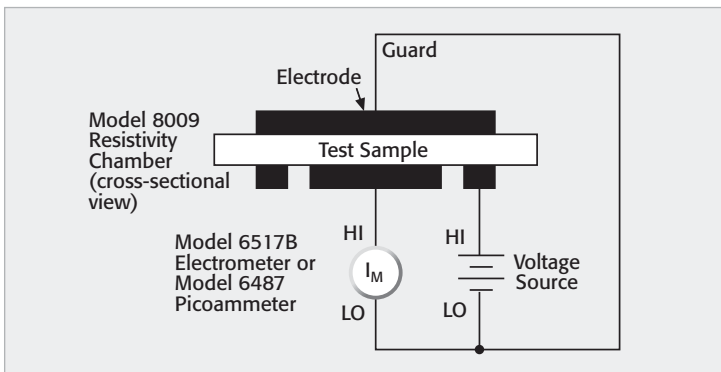 Guard
Electrode
Model 8009
Resistivity
Chamber
(cross-sectional
view)
Test Sample
Model 6517B
Electrometer or
Model 6487
Picoammeter
HI
IM
LO
HI
Voltage
Source
LO